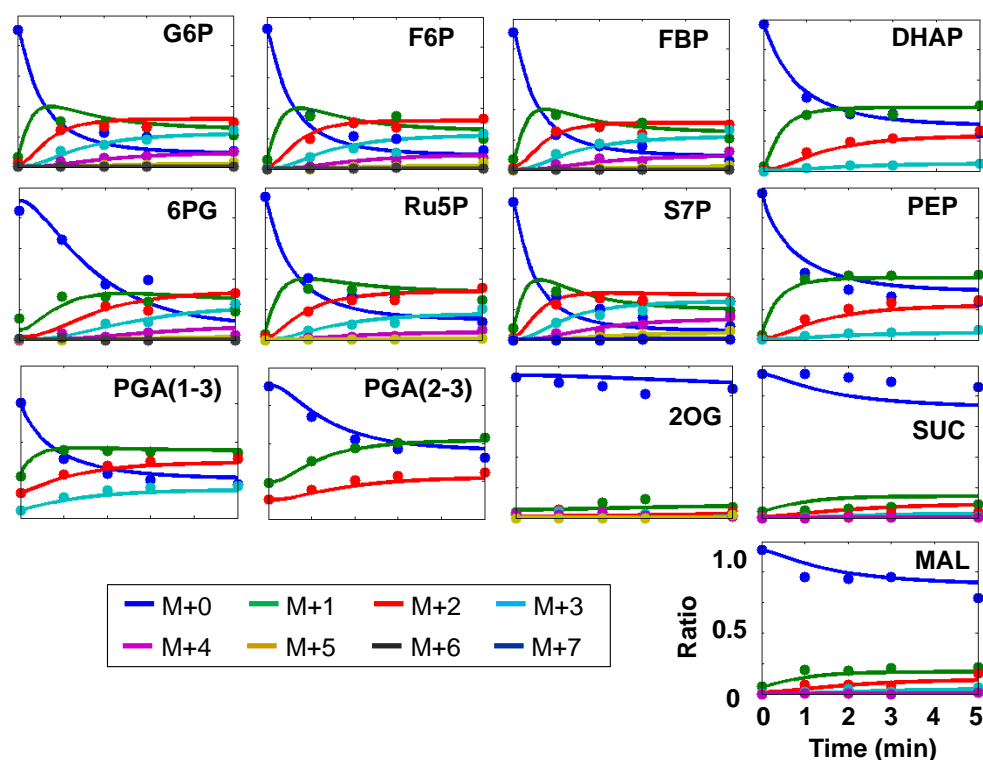 G6P
F6P
FBP
DHAP
6PG
Ru5P
S7P
PEP
PGA(1-3)
PGA(2-3)
2OG
SUC
MAL
1.0
0.5
0
Ratio
0 1 2 3 4 5
Time (min)
M+0 M+1 M+2 M+3
M+4 M+5 M+6 M+7